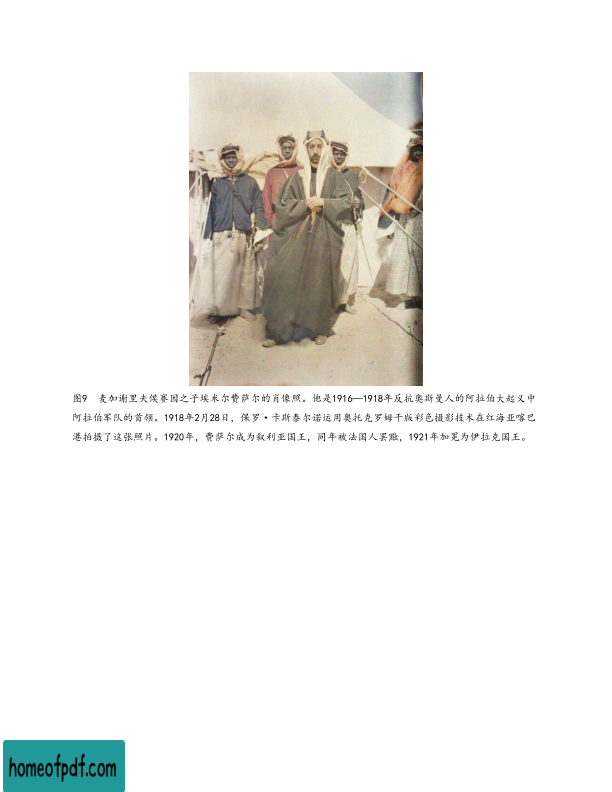 图9　麦加谢里夫侯赛因之子埃米尔费萨尔的肖像照。他是1916—1918年反抗奥斯曼人的阿拉伯大起义中
阿拉伯军队的首领。1918年2月28日，保罗·卡斯泰尔诺运用奥托克罗姆干版彩色摄影技术在红海亚喀巴
港拍摄了这张照片。1920年，费萨尔成为叙利亚国王，同年被法国人罢黜，1921年加冕为伊拉克国王。
homeofpdf.com